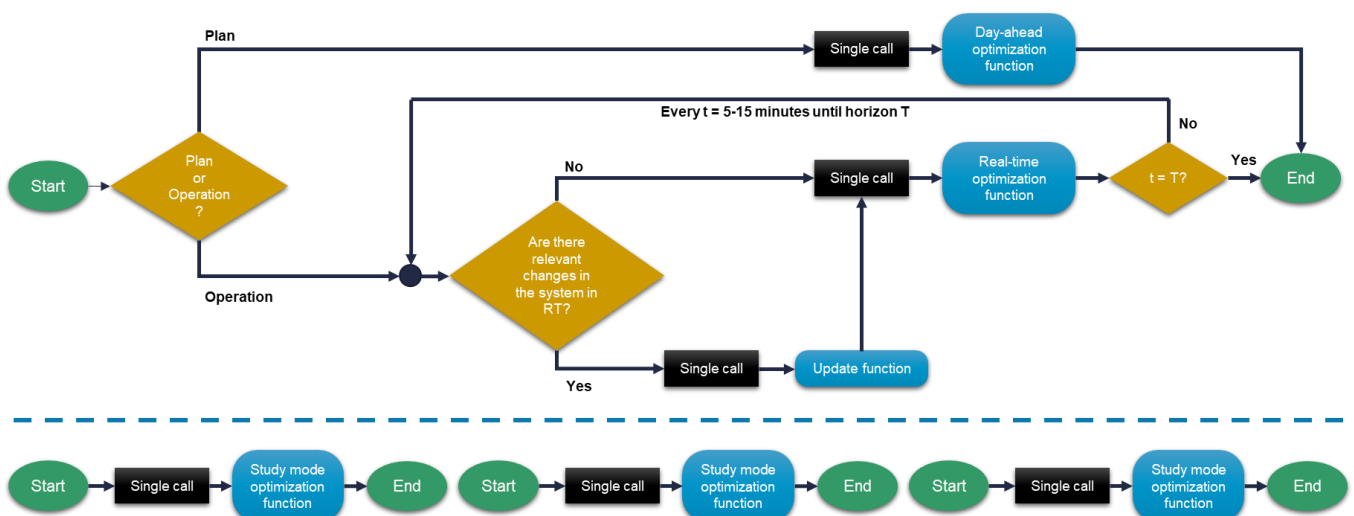 Plan
Single call
Day-ahead
optimization
function
Every t = 5-15 minutes until horizon T
No
Start
Plan
or
Operation
?
No
Single call
Real-time
optimization
function
t = T?
Yes
End
Are there
relevant
changes in
the system in
RT?
Operation
Yes
Single call
Update function
Start
Single call
Study mode
optimization
function
End
Start
Single call
Study mode
optimization
function
End
Start
Single call
Study mode
optimization
function
End